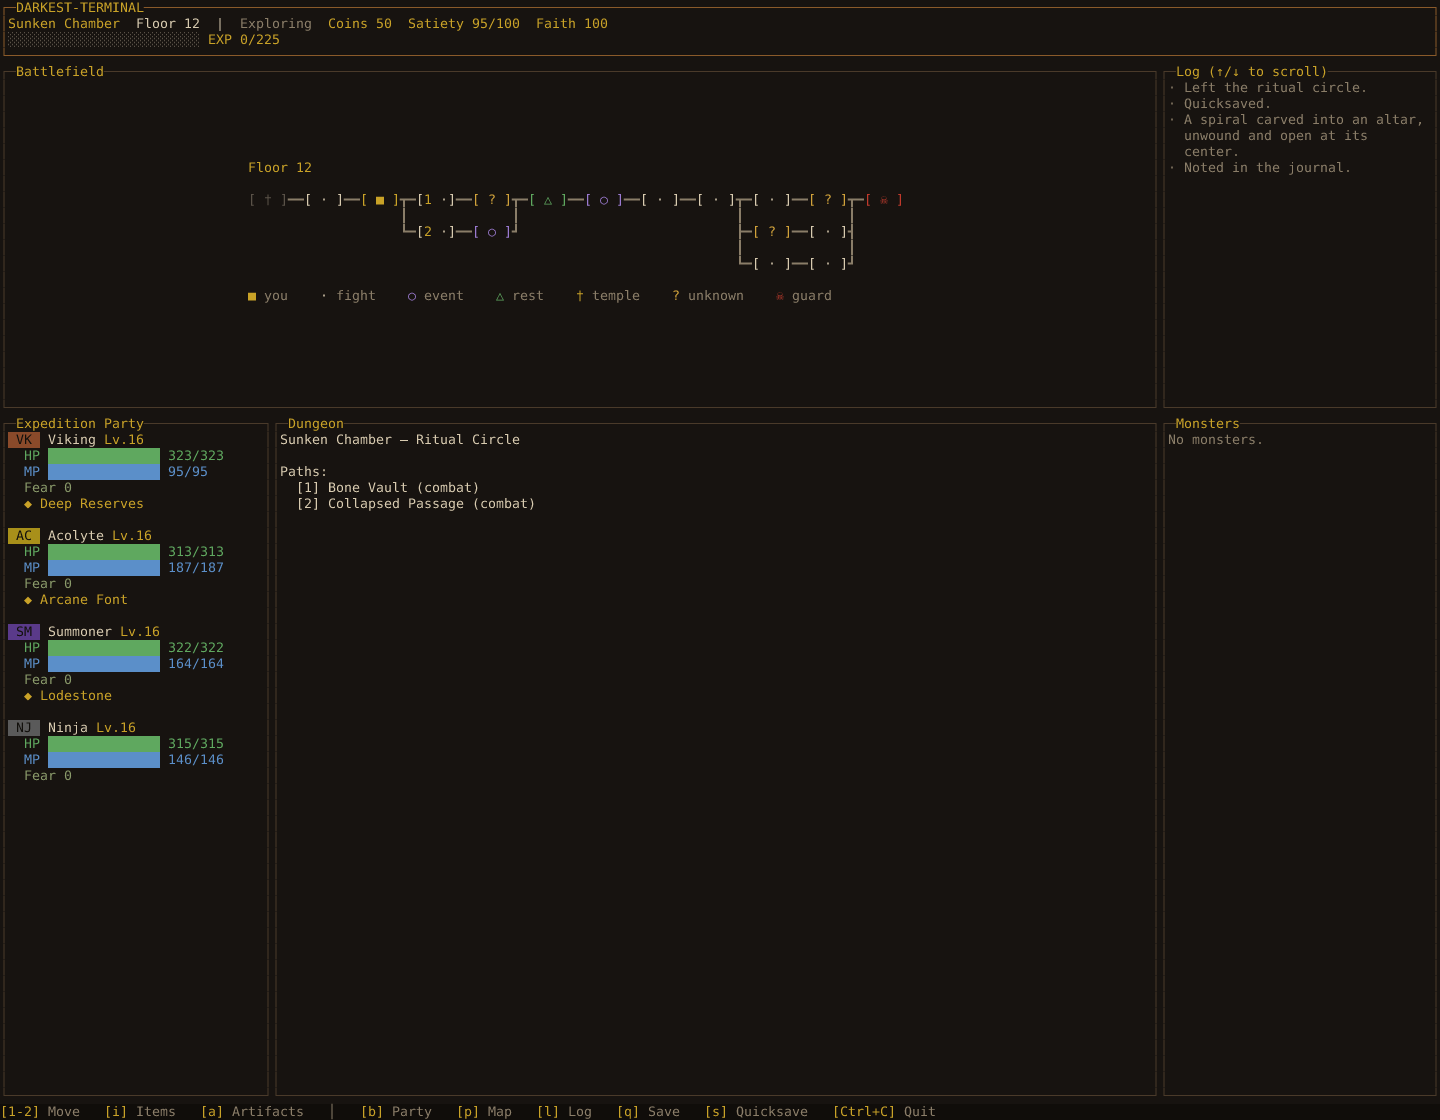 DARKEST-TERMINAL
Sunken Chamber  Floor 12  |  Exploring  Coins 50  Satiety 95/100  Faith 100
EXP 0/225
Battlefield
Floor 12
[ † ]──[ · ]──[ ■ ]┬─[1 ·]──[ ? ]┬─[ △ ]──[ ○ ]──[ · ]──[ · ]┬─[ · ]──[ ? ]┬─[ ☠ ]
└─[2 ·]──[ ○ ]┘ ├─[ ? ]──[ · ]┤
└─[ · ]──[ · ]┘
■ you    · fight    ○ event    △ rest    † temple    ? unknown    ☠ guard
Log (↑/↓ to scroll)
· Left the ritual circle.
· Quicksaved.
· A spiral carved into an altar,
unwound and open at its
center.
· Noted in the journal.
Expedition Party
VK Viking Lv.16
HP 323/323
MP 95/95
Fear 0
◆ Deep Reserves
AC Acolyte Lv.16
HP 313/313
MP 187/187
Fear 0
◆ Arcane Font
SM Summoner Lv.16
HP 322/322
MP 164/164
Fear 0
◆ Lodestone
NJ Ninja Lv.16
HP 315/315
MP 146/146
Fear 0
Dungeon
Sunken Chamber — Ritual Circle
Paths:
[1] Bone Vault (combat)
[2] Collapsed Passage (combat)
Monsters
No monsters.
[1-2] Move   [i] Items   [a] Artifacts   │   [b] Party   [p] Map   [l] Log   [q] Save   [s] Quicksave   [Ctrl+C] Quit